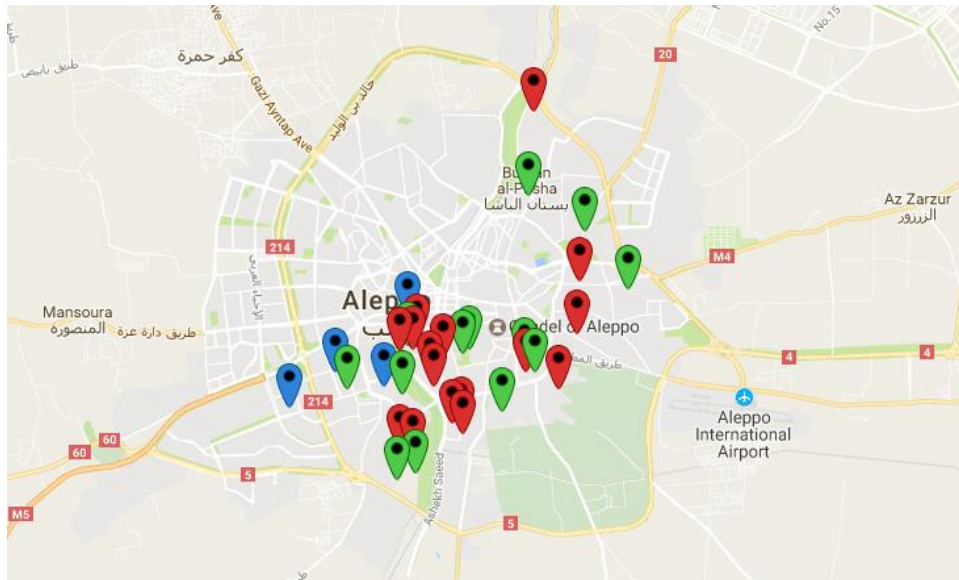 كفر حمرة
طريق بابيص
Gazi Ayntap Ave
خالد بن الوليد
20
No.15
al-Pasha
بستان الباشا
Az Zarzur
الزرزور
214
M4
Mansoura
المنصورة
طريق دارة عزة
Citadel of Aleppo
4
4
214
Aleppo
International
Airport
60
60
5
M5
Ashekh Saeed
5